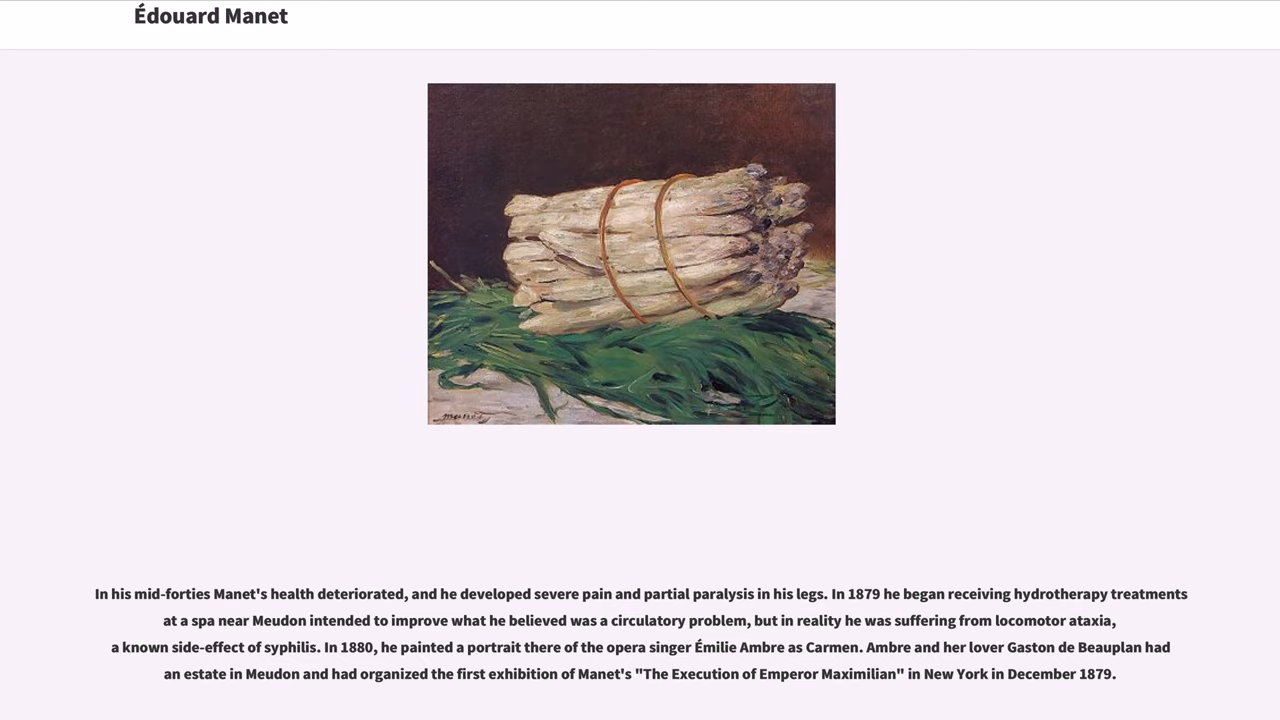 Édouard Manet
manet
In his mid-forties Manet's health deteriorated, and he developed severe pain and partial paralysis in his legs. In 1879 he began receiving hydrotherapy treatments
at a spa near Meudon intended to improve what he believed was a circulatory problem, but in reality he was suffering from locomotor ataxia,
a known side-effect of syphilis. In 1880, he painted a portrait there of the opera singer Émilie Ambre as Carmen. Ambre and her lover Gaston de Beauplan had
an estate in Meudon and had organized the first exhibition of Manet's "The Execution of Emperor Maximilian" in New York in December 1879.